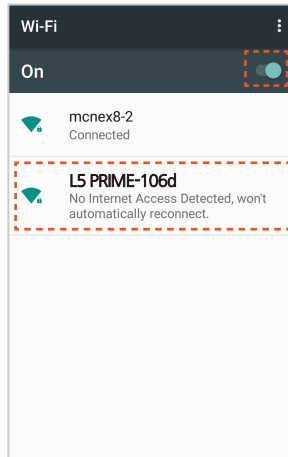 Wi-Fi
On
mcnex8-2
Connected
L5 PRIME-106d
No Internet Access Detected, won't
automatically reconnect.